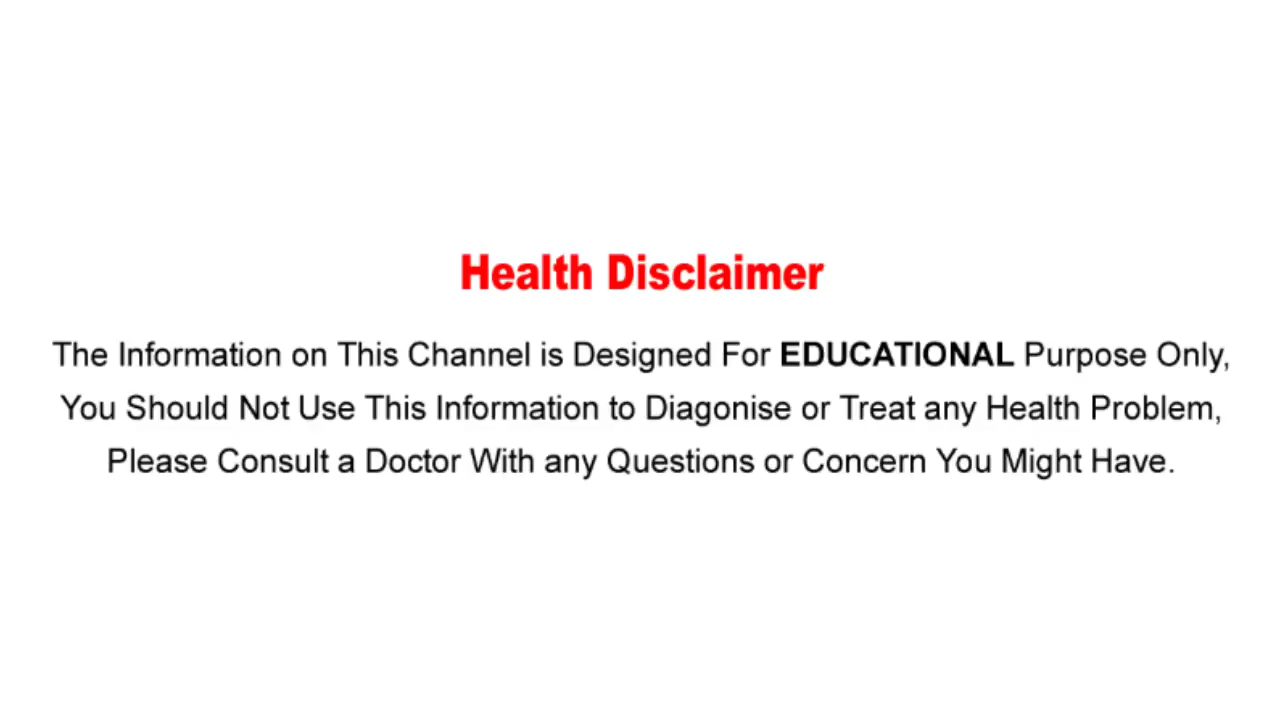 Health Disclaimer
The Information on This Channel is Designed For EDUCATIONAL Purpose Only,
You Should Not Use This Information to Diagonise or Treat any Health Problem,
Please Consult a Doctor With any Questions or Concern You Might Have.